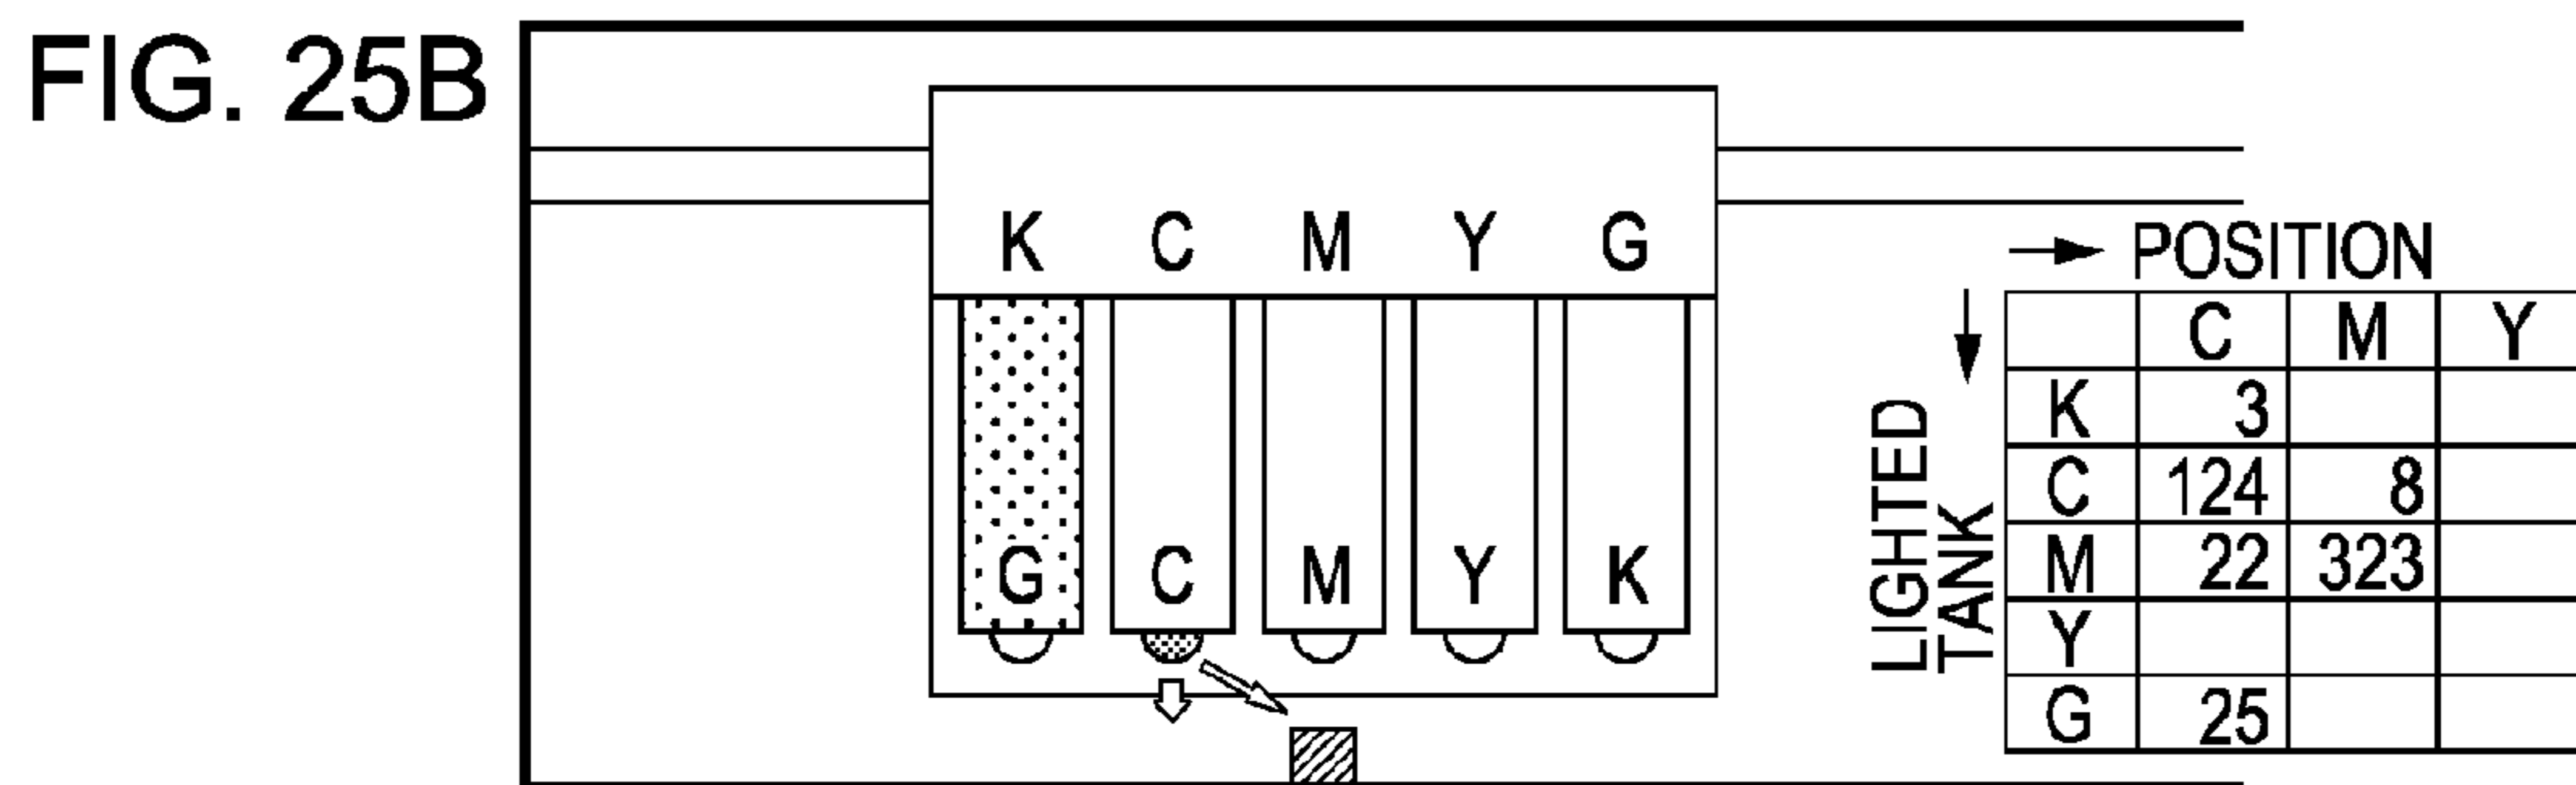 FIG. 25B
K C M Y G
G C M Y K
POSITION
LIGHTED
TANK
C M Y
K 3
C 124 8
M 22 323
Y
G 25